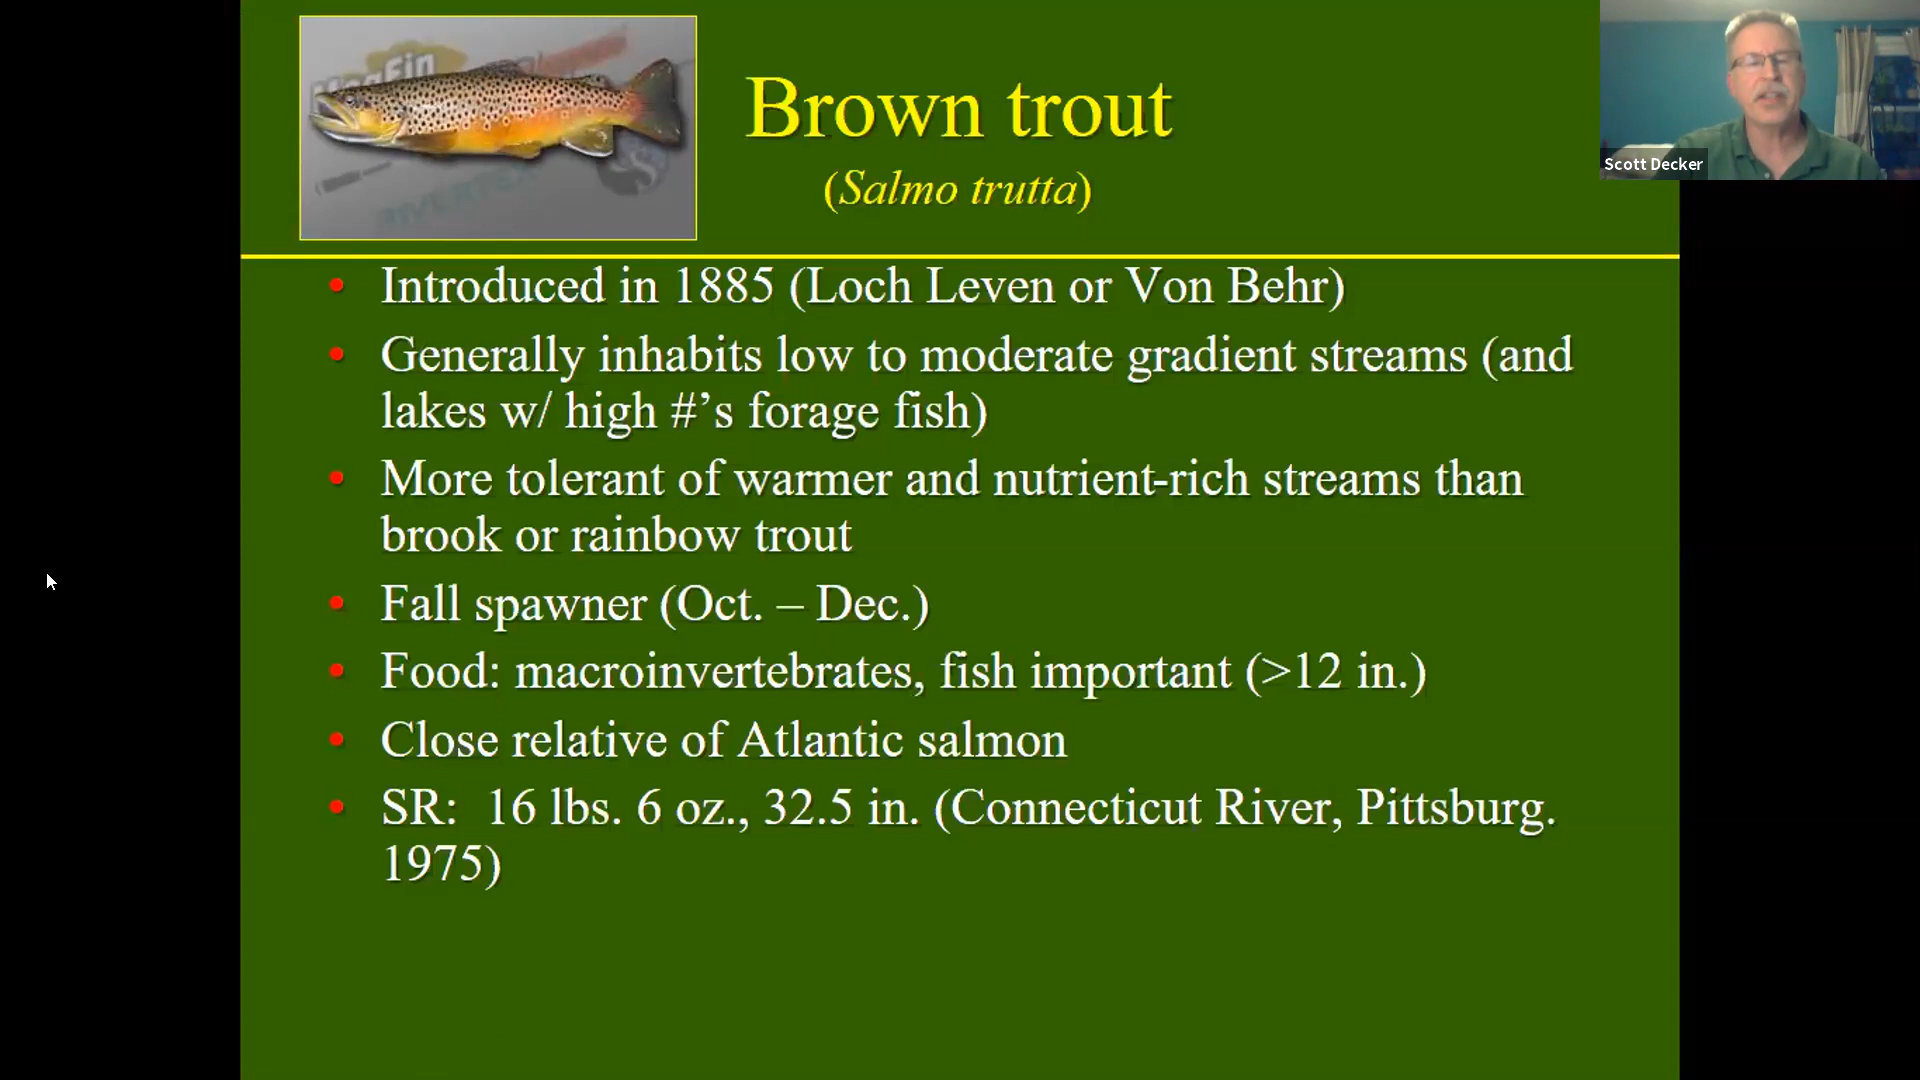 MagFin
RIVERTEX
Brown trout
(Salmo trutta)
Scott Decker
• Introduced in 1885 (Loch Leven or Von Behr)
• Generally inhabits low to moderate gradient streams (and
lakes w/ high #’s forage fish)
• More tolerant of warmer and nutrient-rich streams than
brook or rainbow trout
• Fall spawner (Oct. – Dec.)
• Food: macroinvertebrates, fish important (>12 in.)
• Close relative of Atlantic salmon
• SR:  16 lbs. 6 oz., 32.5 in. (Connecticut River, Pittsburg.
1975)